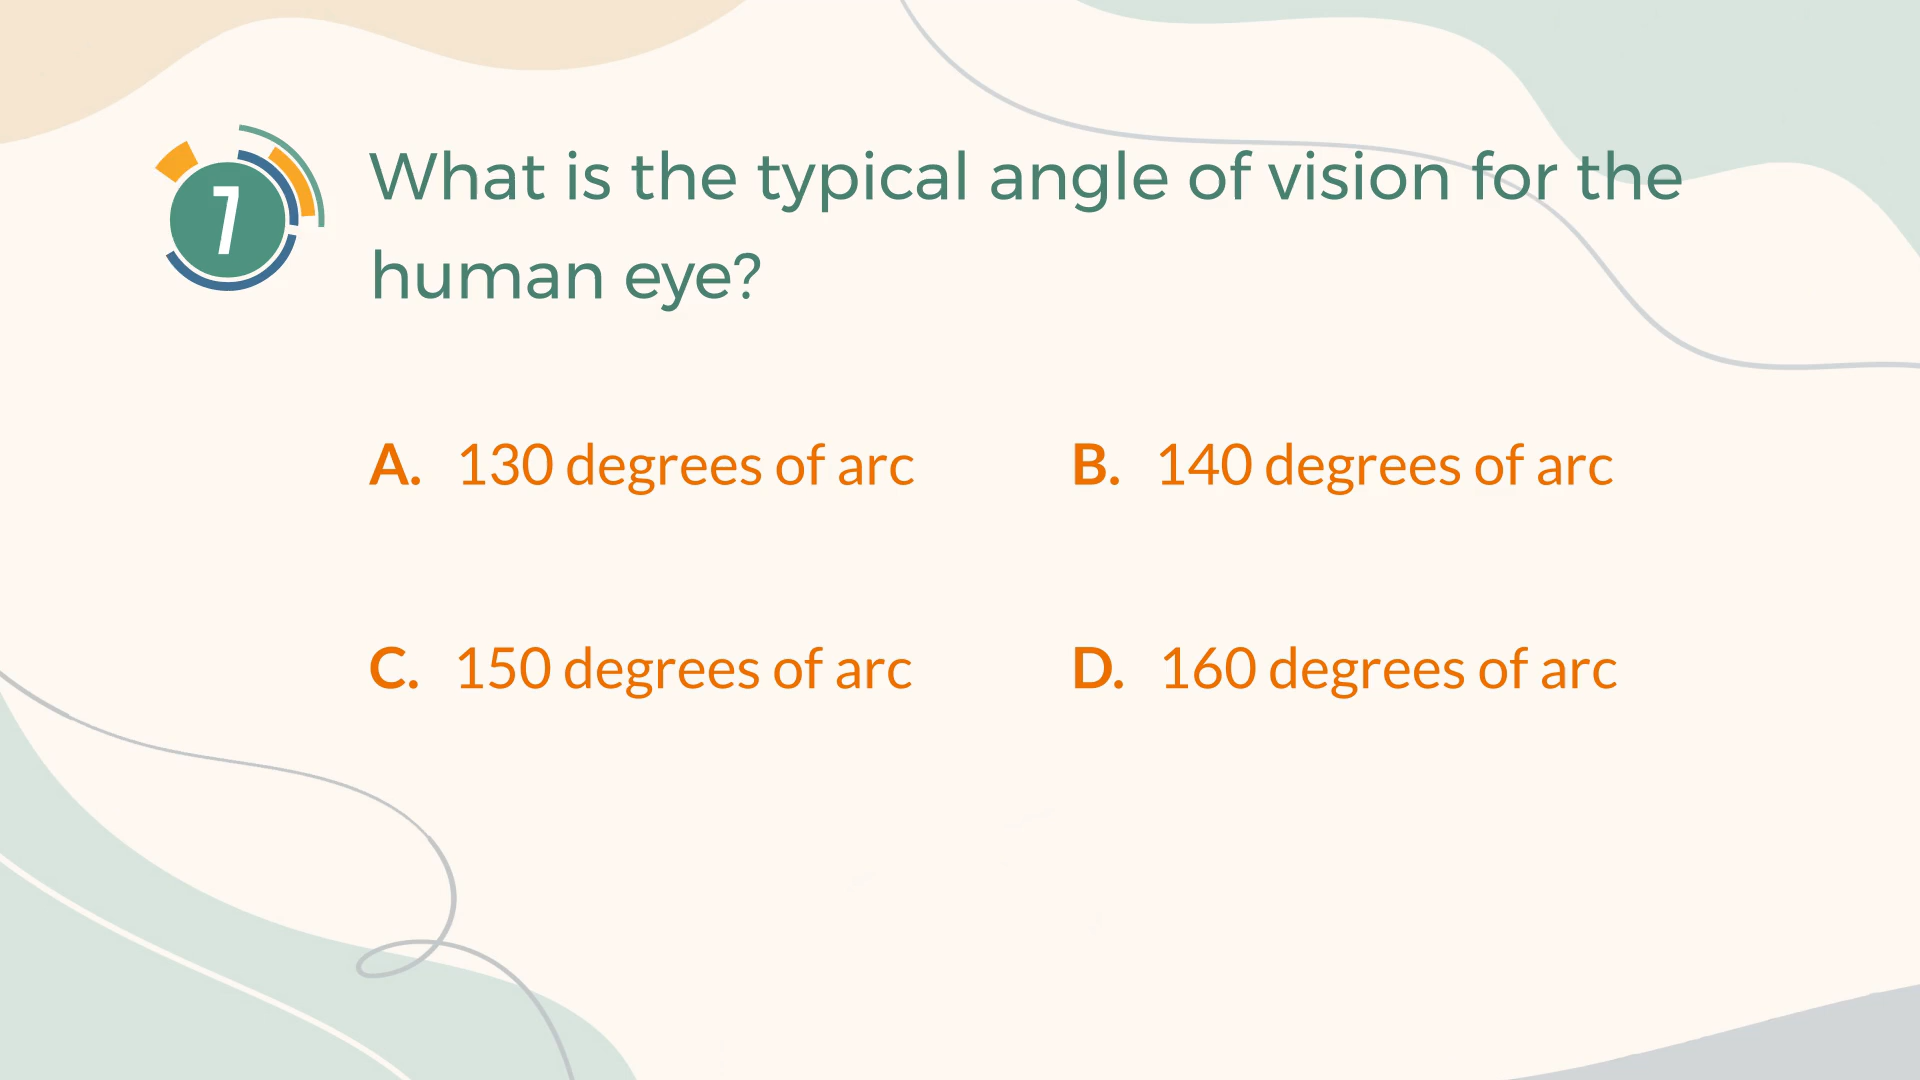 7
What is the typical angle of vision for the
human eye?
A. 130 degrees of arc
B. 140 degrees of arc
C. 150 degrees of arc
D. 160 degrees of arc